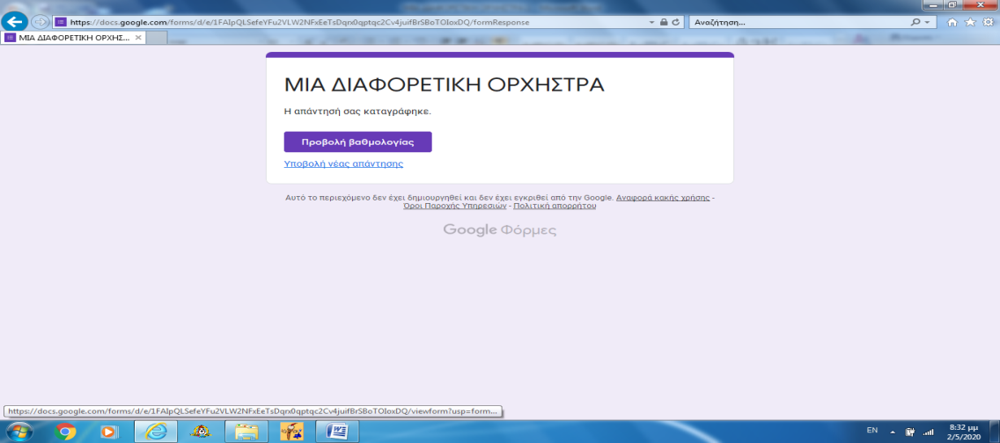 https://docs.google.com/forms/d/e/1FAIpQLSefeYFu2VLW2NFxEeTsDqrx0qptqc2Cv4juifBrSBoTOIoxDQ/formResponse
Αναζήτηση...
ΜΙΑ ΔΙΑΦΟΡΕΤΙΚΗ ΟΡΧΗΣ...
ΜΙΑ ΔΙΑΦΟΡΕΤΙΚΗ ΟΡΧΗΣΤΡΑ
Η απάντησή σας καταγράφηκε.
Προβολή βαθμολογίας
Υποβολή νέας απάντησης
Αυτό το περιεχόμενο δεν έχει δημιουργηθεί και δεν έχει εγκριθεί από την Google. Αναφορά κακής χρήσης -
Όροι Παροχής Υπηρεσιών - Πολιτική απορρήτου
Google Φόρμες
https://docs.google.com/forms/d/e/1FAIpQLSefeYFu2VLW2NFxEeTsDqrx0qptqc2Cv4juifBrSBoTOIoxDQ/viewform?usp=form...
EN
8:32 μμ
2/5/2020